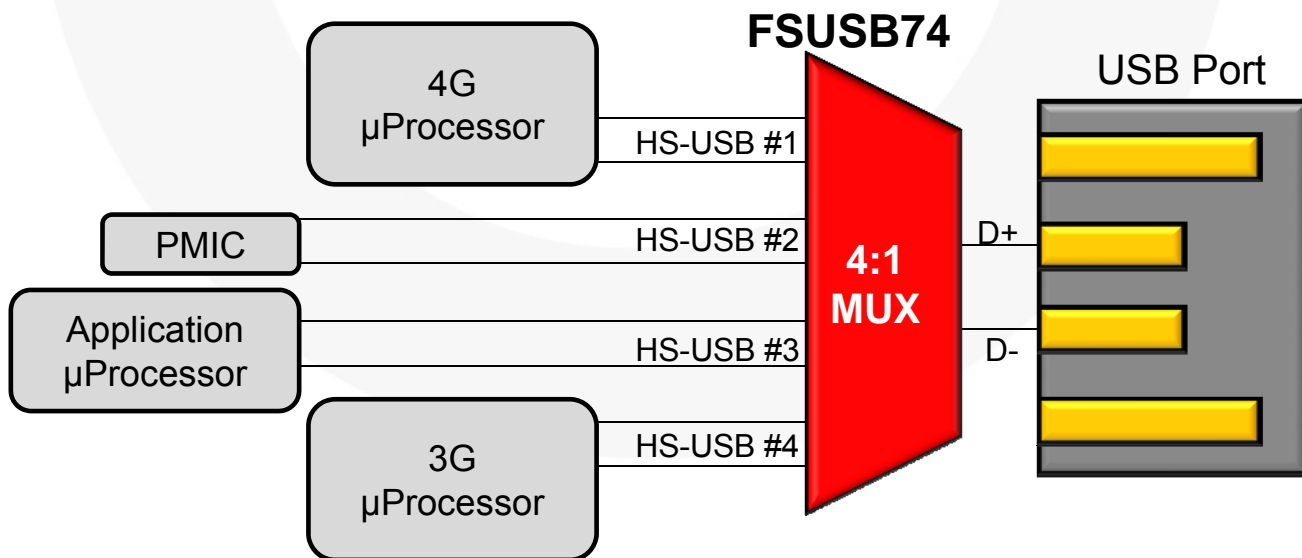 FSUSB74
USB Port
4G
µProcessor
HS-USB #1
PMIC
HS-USB #2
D+
4:1
MUX
Application
µProcessor
HS-USB #3
D-
3G
µProcessor
HS-USB #4